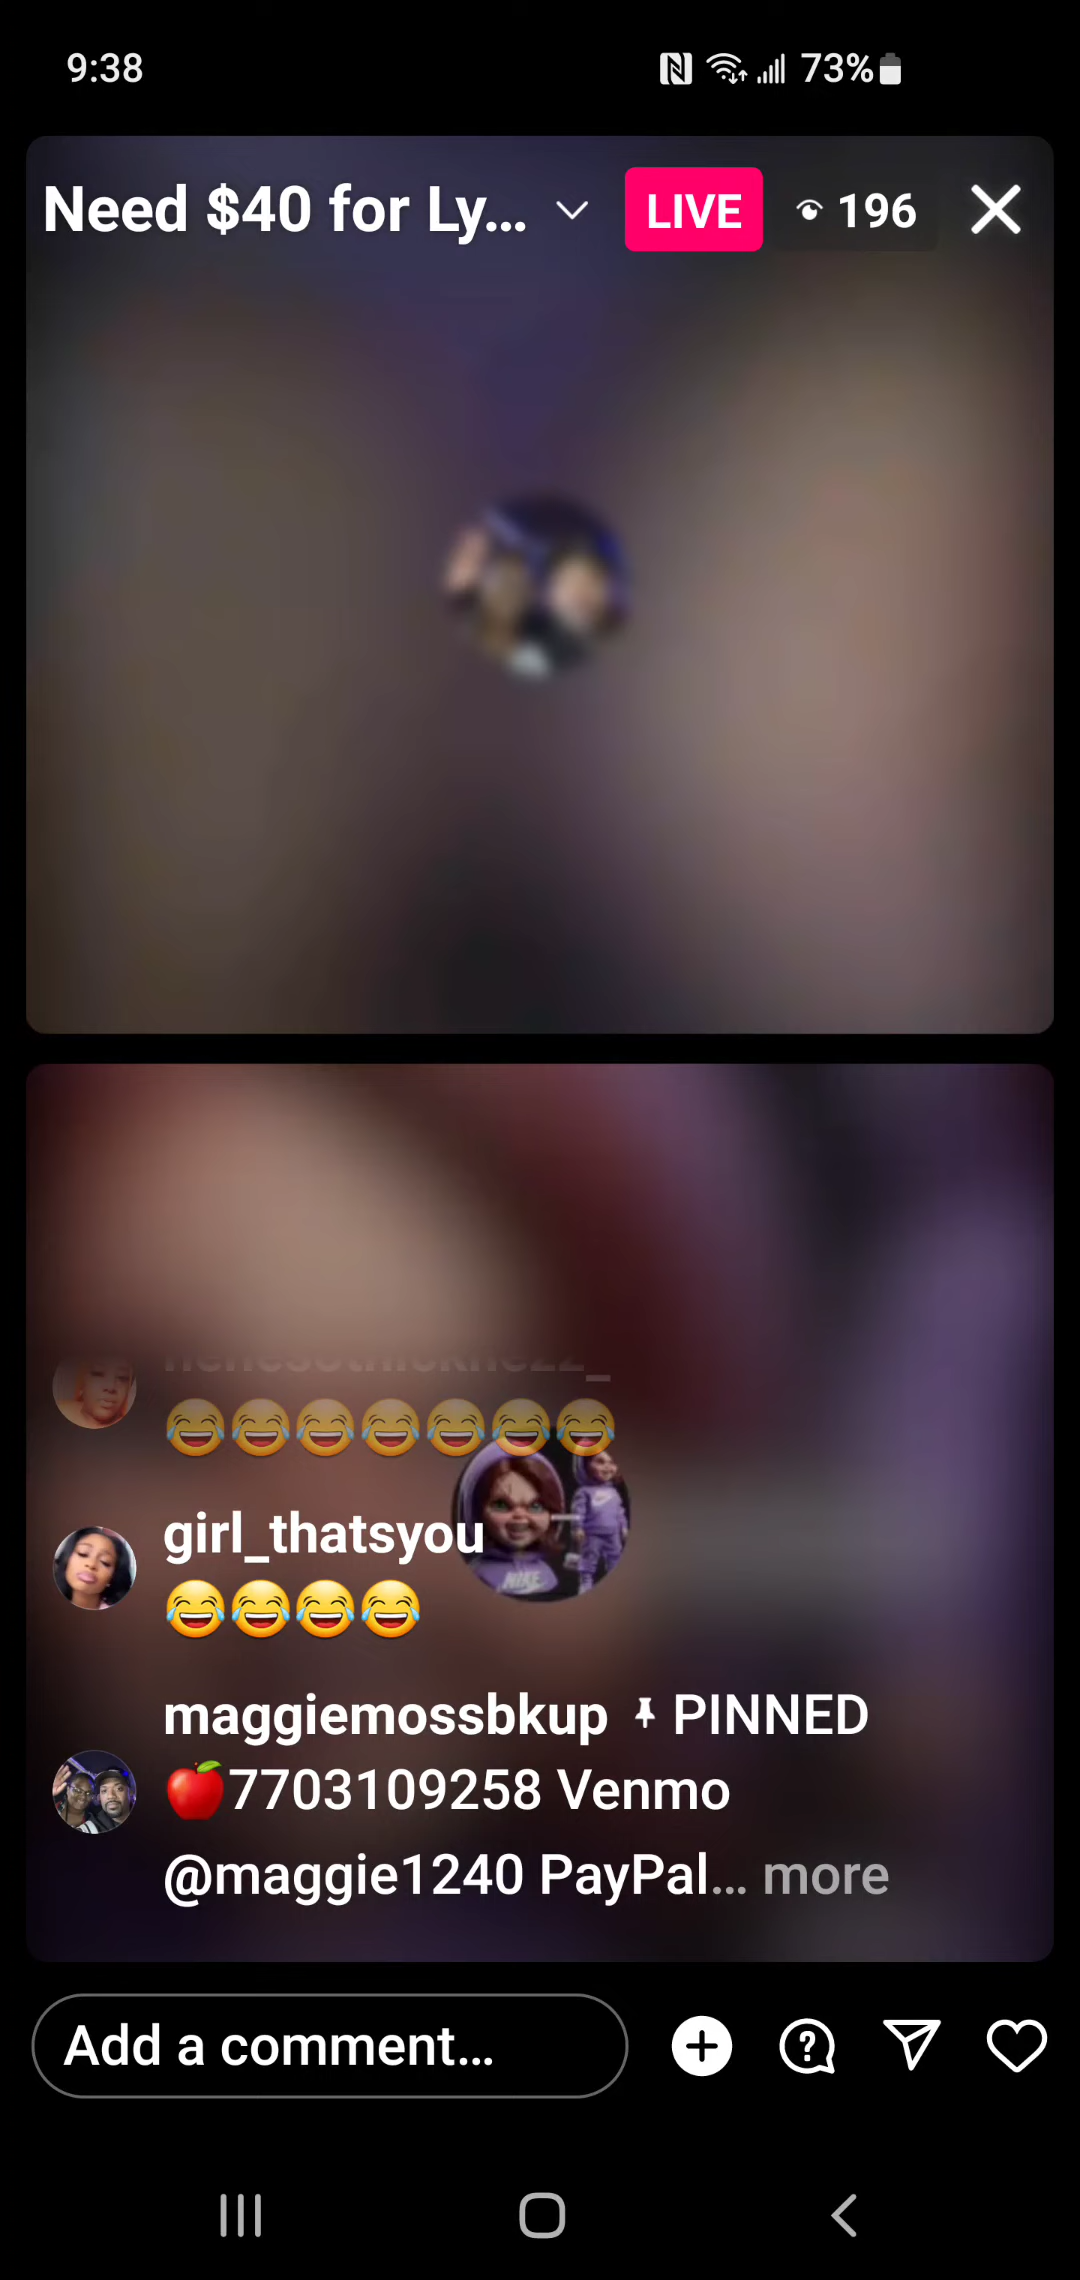 9:38 73%
Need $40 for Ly... LIVE 196
😂😂😂😂😂😂😂
girl_thatsyou
😂😂😂😂
maggiemossbkup 📌 PINNED
🍎7703109258 Venmo
@maggie1240 PayPal... more
NIKE
Add a comment...